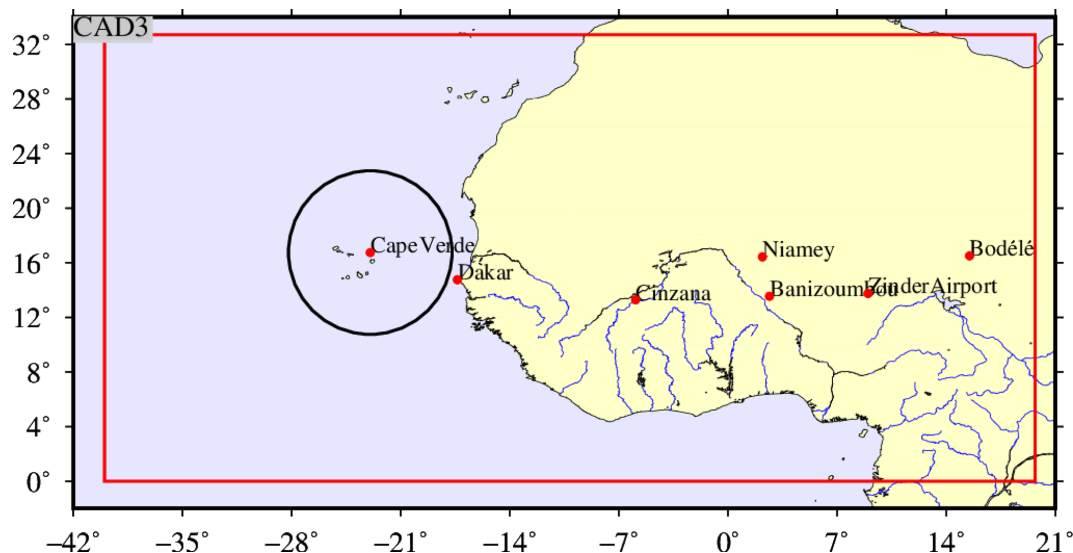 CAD3
32°
28°
24°
20°
16°
12°
8°
4°
0°
Cape Verde
Dakar
Cinzana
Niamey
Banizoumbou
Zinder Airport
Bodélé
−42° −35° −28° −21° −14° −7° 0° 7° 14° 21°